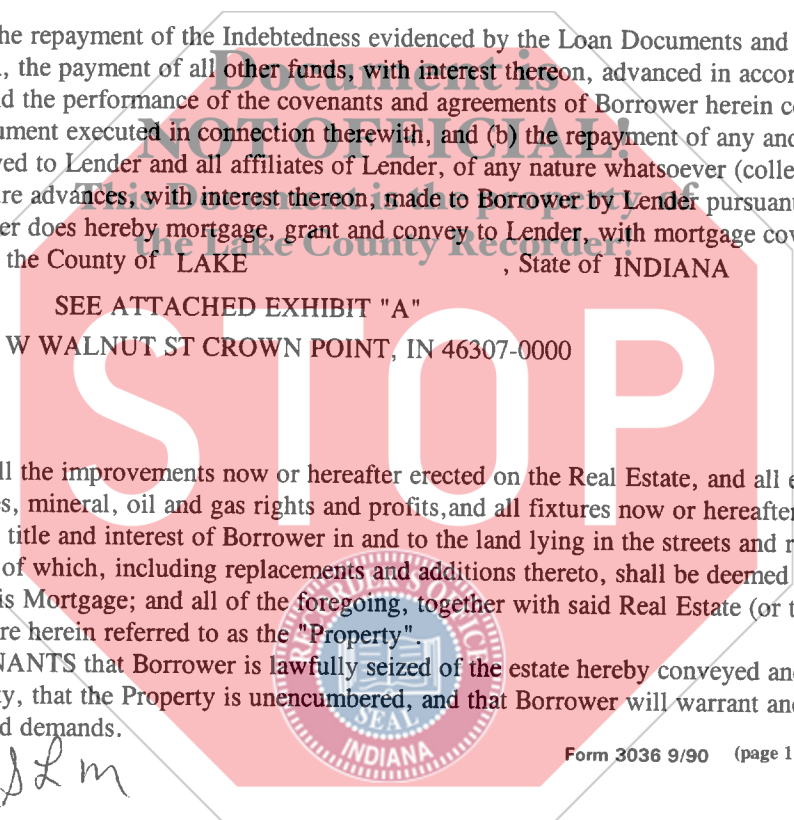 he repayment of the Indebtedness evidenced by the Loan Documents and
., the payment of all other funds, with interest thereon, advanced in accor
Document is
d the performance of the covenants and agreements of Borrower herein c
ument executed in connection therewith, and (b) the repayment of any and
NOT OFFICIAL!
ved to Lender and all affiliates of Lender, of any nature whatsoever (colle
re advances, with interest thereon, made to Borrower by Lender pursuant
This Document is the property of
er does hereby mortgage, grant and convey to Lender, with mortgage cov
the Lake County Recorder!
the County of LAKE , State of INDIANA
SEE ATTACHED EXHIBIT "A"
W WALNUT ST CROWN POINT, IN 46307-0000
STOP
ll the improvements now or hereafter erected on the Real Estate, and all e
s, mineral, oil and gas rights and profits,and all fixtures now or hereafter
title and interest of Borrower in and to the land lying in the streets and r
of which, including replacements and additions thereto, shall be deemed
is Mortgage; and all of the foregoing, together with said Real Estate (or t
re herein referred to as the "Property".
NANTS that Borrower is lawfully seized of the estate hereby conveyed and
y, that the Property is unencumbered, and that Borrower will warrant and
d demands.
RECORDER'S OFFICE
SEAL
INDIANA
Form 3036 9/90 (page 1
SLM